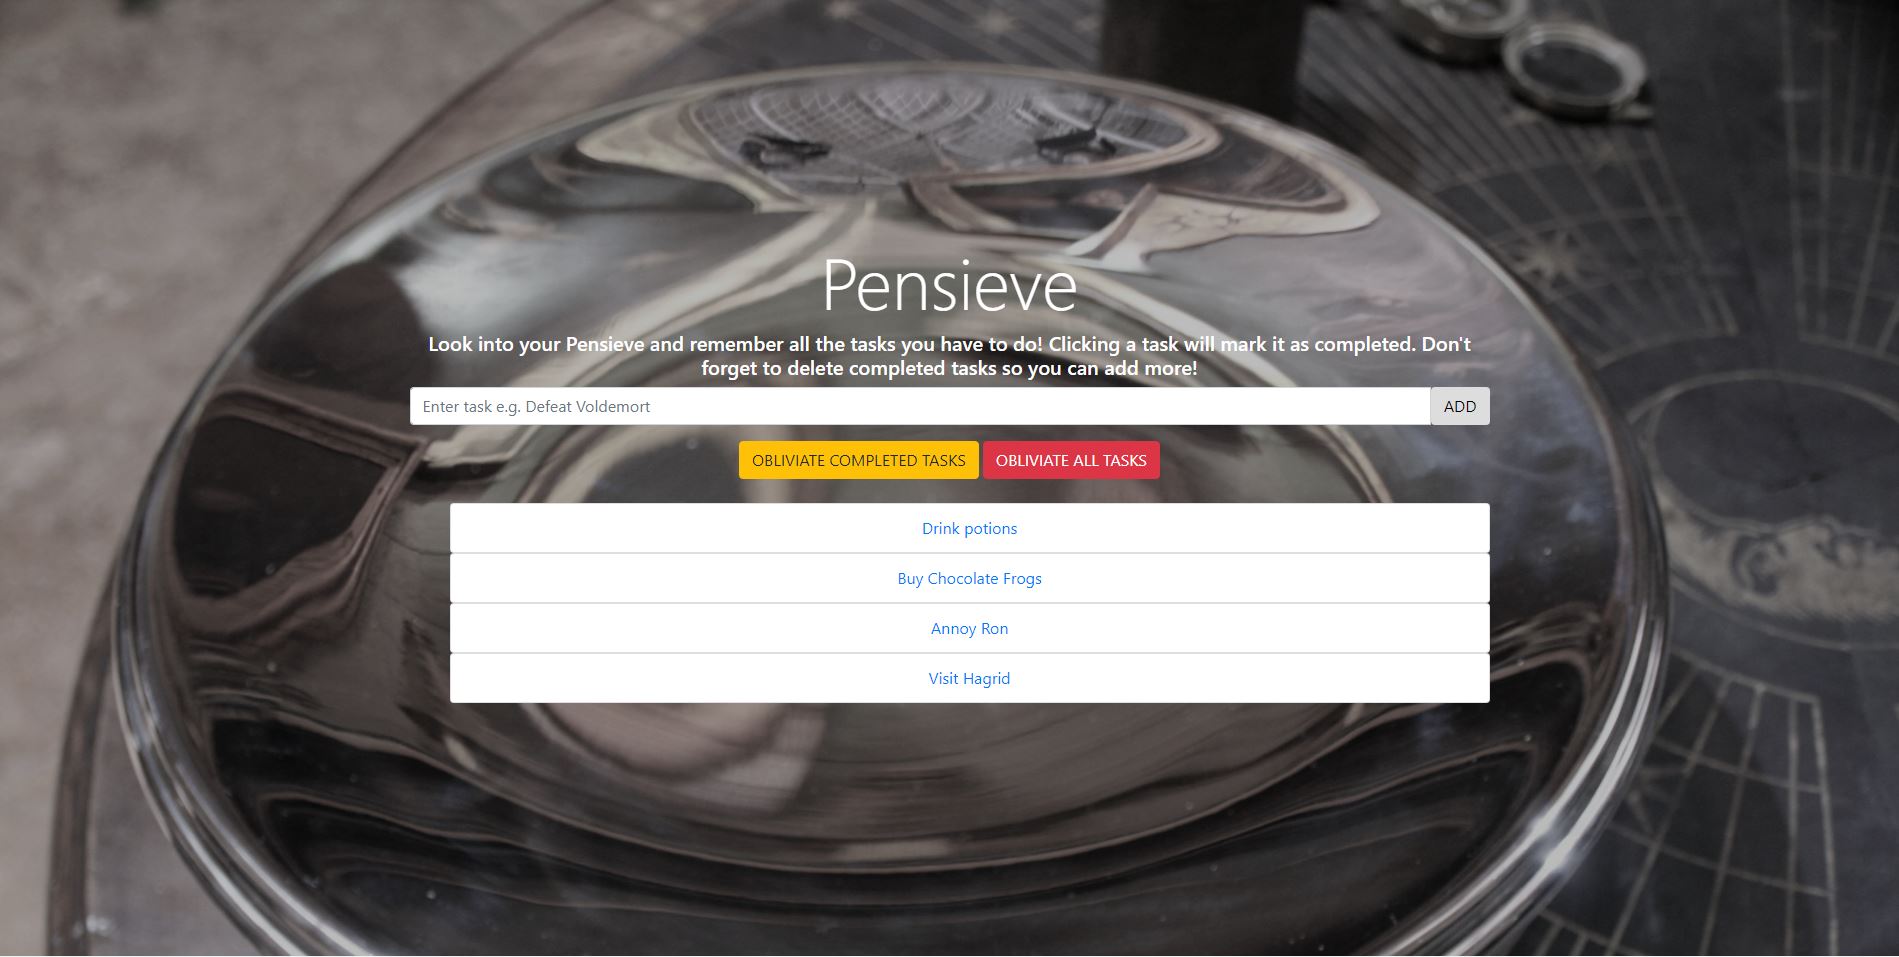 Pensieve
Look into your Pensieve and remember all the tasks you have to do! Clicking a task will mark it as completed. Don't
forget to delete completed tasks so you can add more!
Enter task e.g. Defeat Voldemort
ADD
OBLIVIATE COMPLETED TASKS
OBLIVIATE ALL TASKS
Drink potions
Buy Chocolate Frogs
Annoy Ron
Visit Hagrid